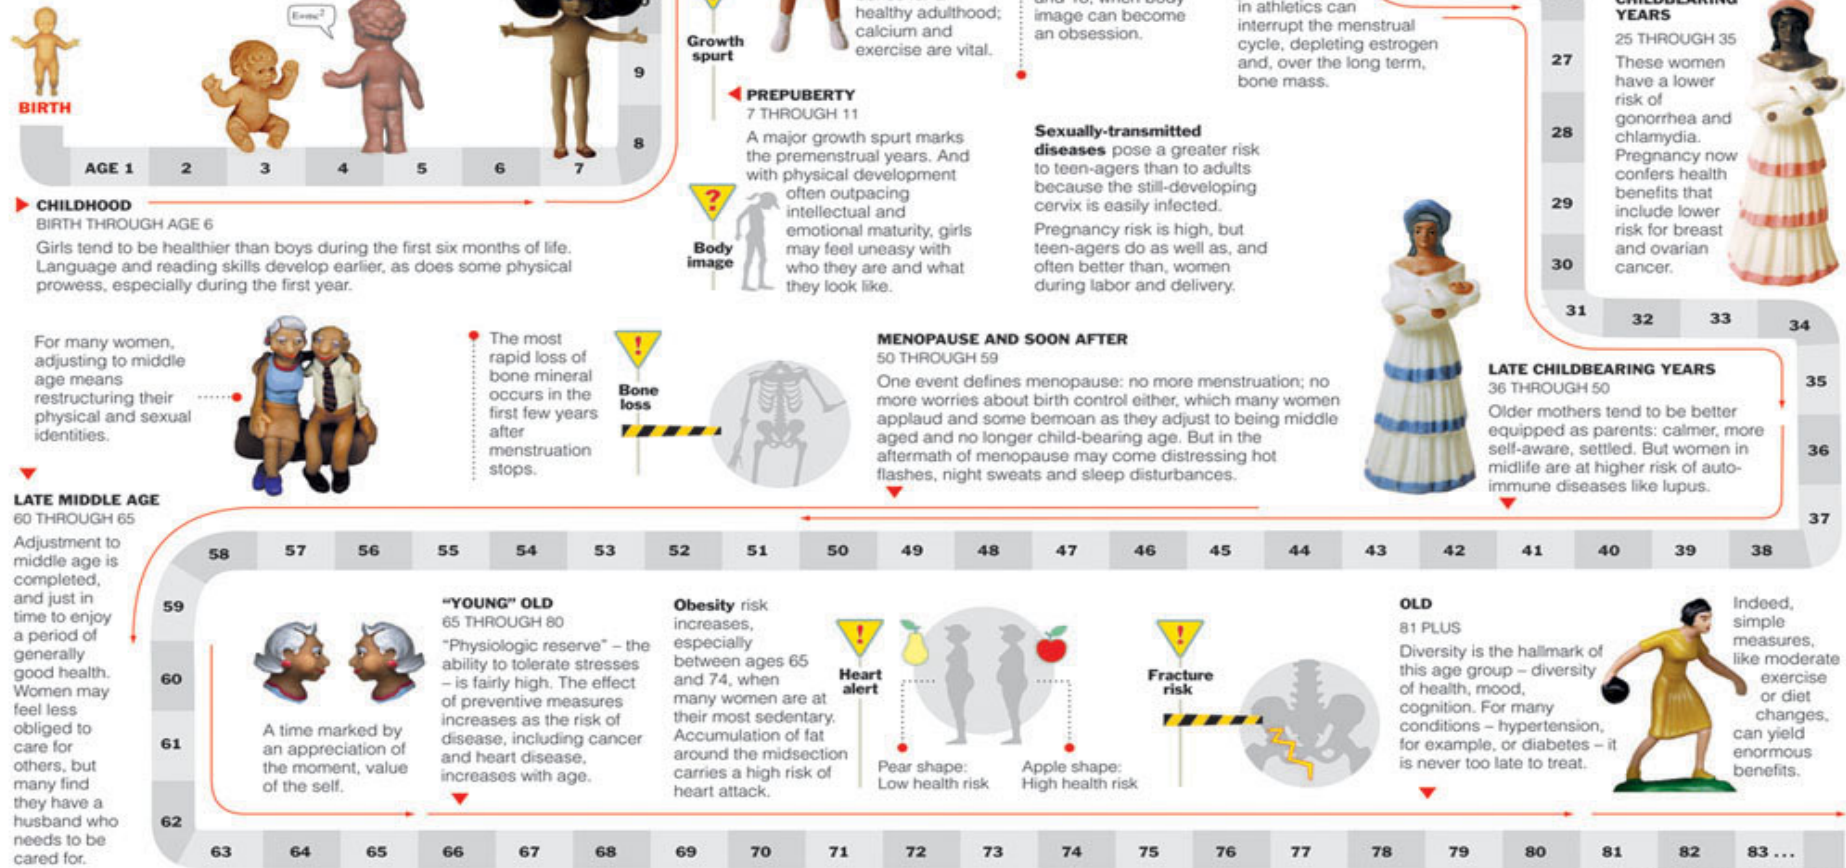 E=mc²
BIRTH
AGE 1
2
3
4
5
6
7
8
9
CHILDHOOD
BIRTH THROUGH AGE 6
Girls tend to be healthier than boys during the first six months of life.
Language and reading skills develop earlier, as does some physical
prowess, especially during the first year.
Growth
spurt
PREPUBERTY
7 THROUGH 11
A major growth spurt marks
the premenstrual years. And
with physical development
often outpacing
intellectual and
emotional maturity, girls
may feel uneasy with
who they are and what
they look like.
?
Body
image
healthy adulthood;
calcium and
exercise are vital.
image can become
an obsession.
Sexually-transmitted
diseases pose a greater risk
to teen-agers than to adults
because the still-developing
cervix is easily infected.
Pregnancy risk is high, but
teen-agers do as well as, and
often better than, women
during labor and delivery.
in athletics can
interrupt the menstrual
cycle, depleting estrogen
and, over the long term,
bone mass.
27
28
29
30
31
32
33
34
35
36
37
CHILDBEARING
YEARS
25 THROUGH 35
These women
have a lower
risk of
gonorrhea and
chlamydia.
Pregnancy now
confers health
benefits that
include lower
risk for breast
and ovarian
cancer.
LATE CHILDBEARING YEARS
36 THROUGH 50
Older mothers tend to be better
equipped as parents: calmer, more
self-aware, settled. But women in
midlife are at higher risk of auto-
immune diseases like lupus.
MENOPAUSE AND SOON AFTER
50 THROUGH 59
One event defines menopause: no more menstruation; no
more worries about birth control either, which many women
applaud and some bemoan as they adjust to being middle
aged and no longer child-bearing age. But in the
aftermath of menopause may come distressing hot
flashes, night sweats and sleep disturbances.
!
Bone
loss
The most
rapid loss of
bone mineral
occurs in the
first few years
after
menstruation
stops.
For many women,
adjusting to middle
age means
restructuring their
physical and sexual
identities.
LATE MIDDLE AGE
60 THROUGH 65
Adjustment to
middle age is
completed,
and just in
time to enjoy
a period of
generally
good health.
Women may
feel less
obliged to
care for
others, but
many find
they have a
husband who
needs to be
cared for.
58
57
56
55
54
53
52
51
50
49
48
47
46
45
44
43
42
41
40
39
38
59
60
61
62
A time marked by
an appreciation of
the moment, value
of the self.
"YOUNG" OLD
65 THROUGH 80
"Physiologic reserve" – the
ability to tolerate stresses
– is fairly high. The effect
of preventive measures
increases as the risk of
disease, including cancer
and heart disease,
increases with age.
Obesity risk
increases,
especially
between ages 65
and 74, when
many women are at
their most sedentary.
Accumulation of fat
around the midsection
carries a high risk of
heart attack.
!
Heart
alert
Pear shape:
Low health risk
Apple shape:
High health risk
!
Fracture
risk
OLD
81 PLUS
Diversity is the hallmark of
this age group – diversity
of health, mood,
cognition. For many
conditions – hypertension,
for example, or diabetes – it
is never too late to treat.
Indeed,
simple
measures,
like moderate
exercise
or diet
changes,
can yield
enormous
benefits.
63
64
65
66
67
68
69
70
71
72
73
74
75
76
77
78
79
80
81
82
83 ...